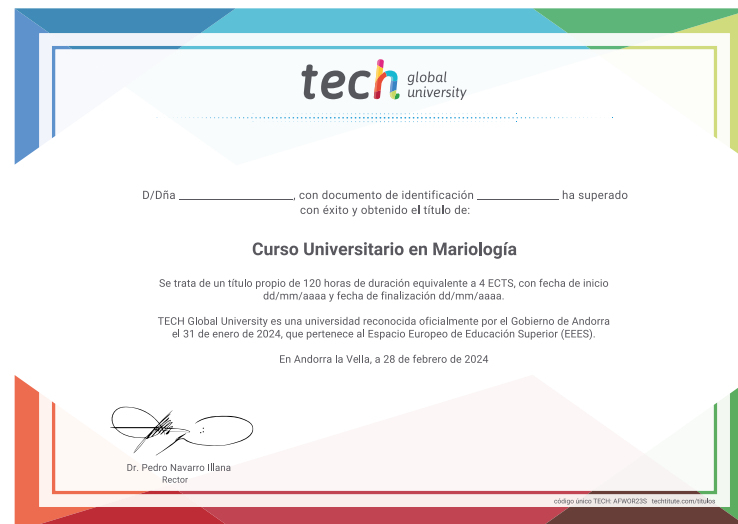 tech global university
D/Dña ____________________, con documento de identificación ______________ ha superado
con éxito y obtenido el título de:
Curso Universitario en Mariología
Se trata de un título propio de 120 horas de duración equivalente a 4 ECTS, con fecha de inicio
dd/mm/aaaa y fecha de finalización dd/mm/aaaa.
TECH Global University es una universidad reconocida oficialmente por el Gobierno de Andorra
el 31 de enero de 2024, que pertenece al Espacio Europeo de Educación Superior (EEES).
En Andorra la Vella, a 28 de febrero de 2024
Dr. Pedro Navarro Illana
Rector
código único TECH: AFWOR23S techtitute.com/titulos